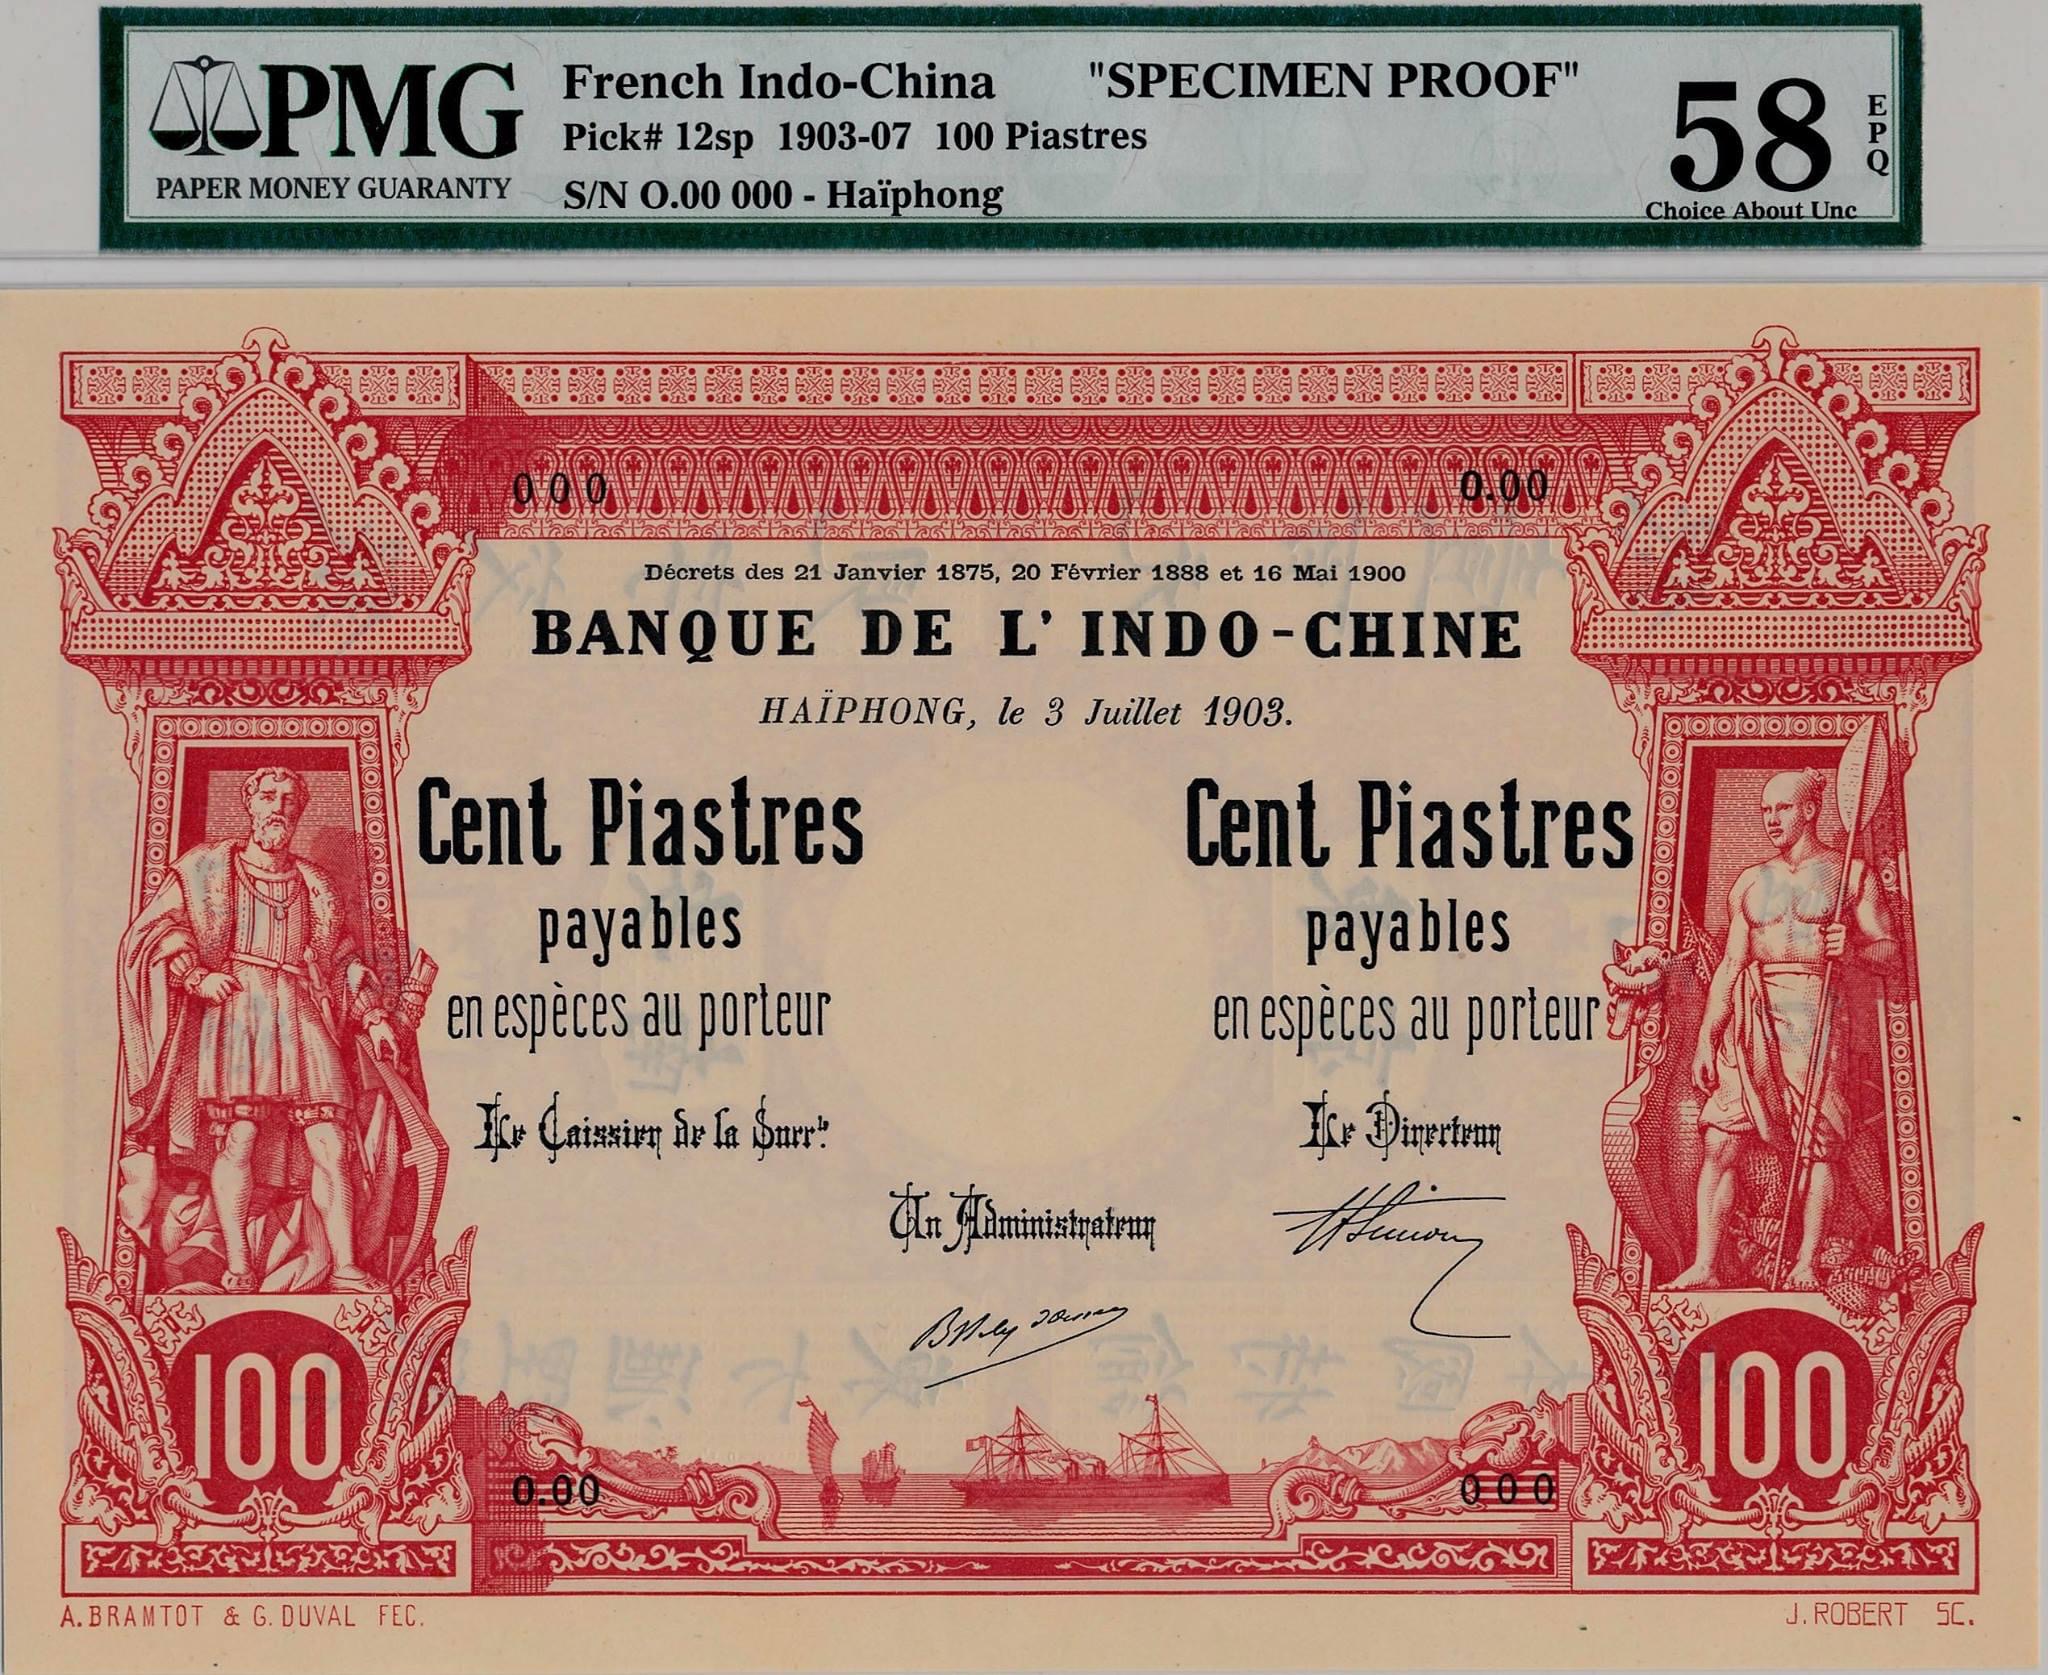 PMG
PAPER MONEY GUARANTY
French Indo-China "SPECIMEN PROOF"
Pick# 12sp 1903-07 100 Piastres
S/N O.00 000 - Haïphong
58
EPQ
Choice About Unc
000 0.00
Décrets des 21 Janvier 1875, 20 Février 1888 et 16 Mai 1900
BANQUE DE L'INDO-CHINE
HAÏPHONG, le 3 Juillet 1903.
Cent Piastres
payables
en espèces au porteur
Le Caissier de la Surrle
Cent Piastres
payables
en espèces au porteur
Le Directeur
Un Administrateur
100 100
0.00 000
A. BRAMTOT & G. DUVAL FEC.
J. ROBERT SC.